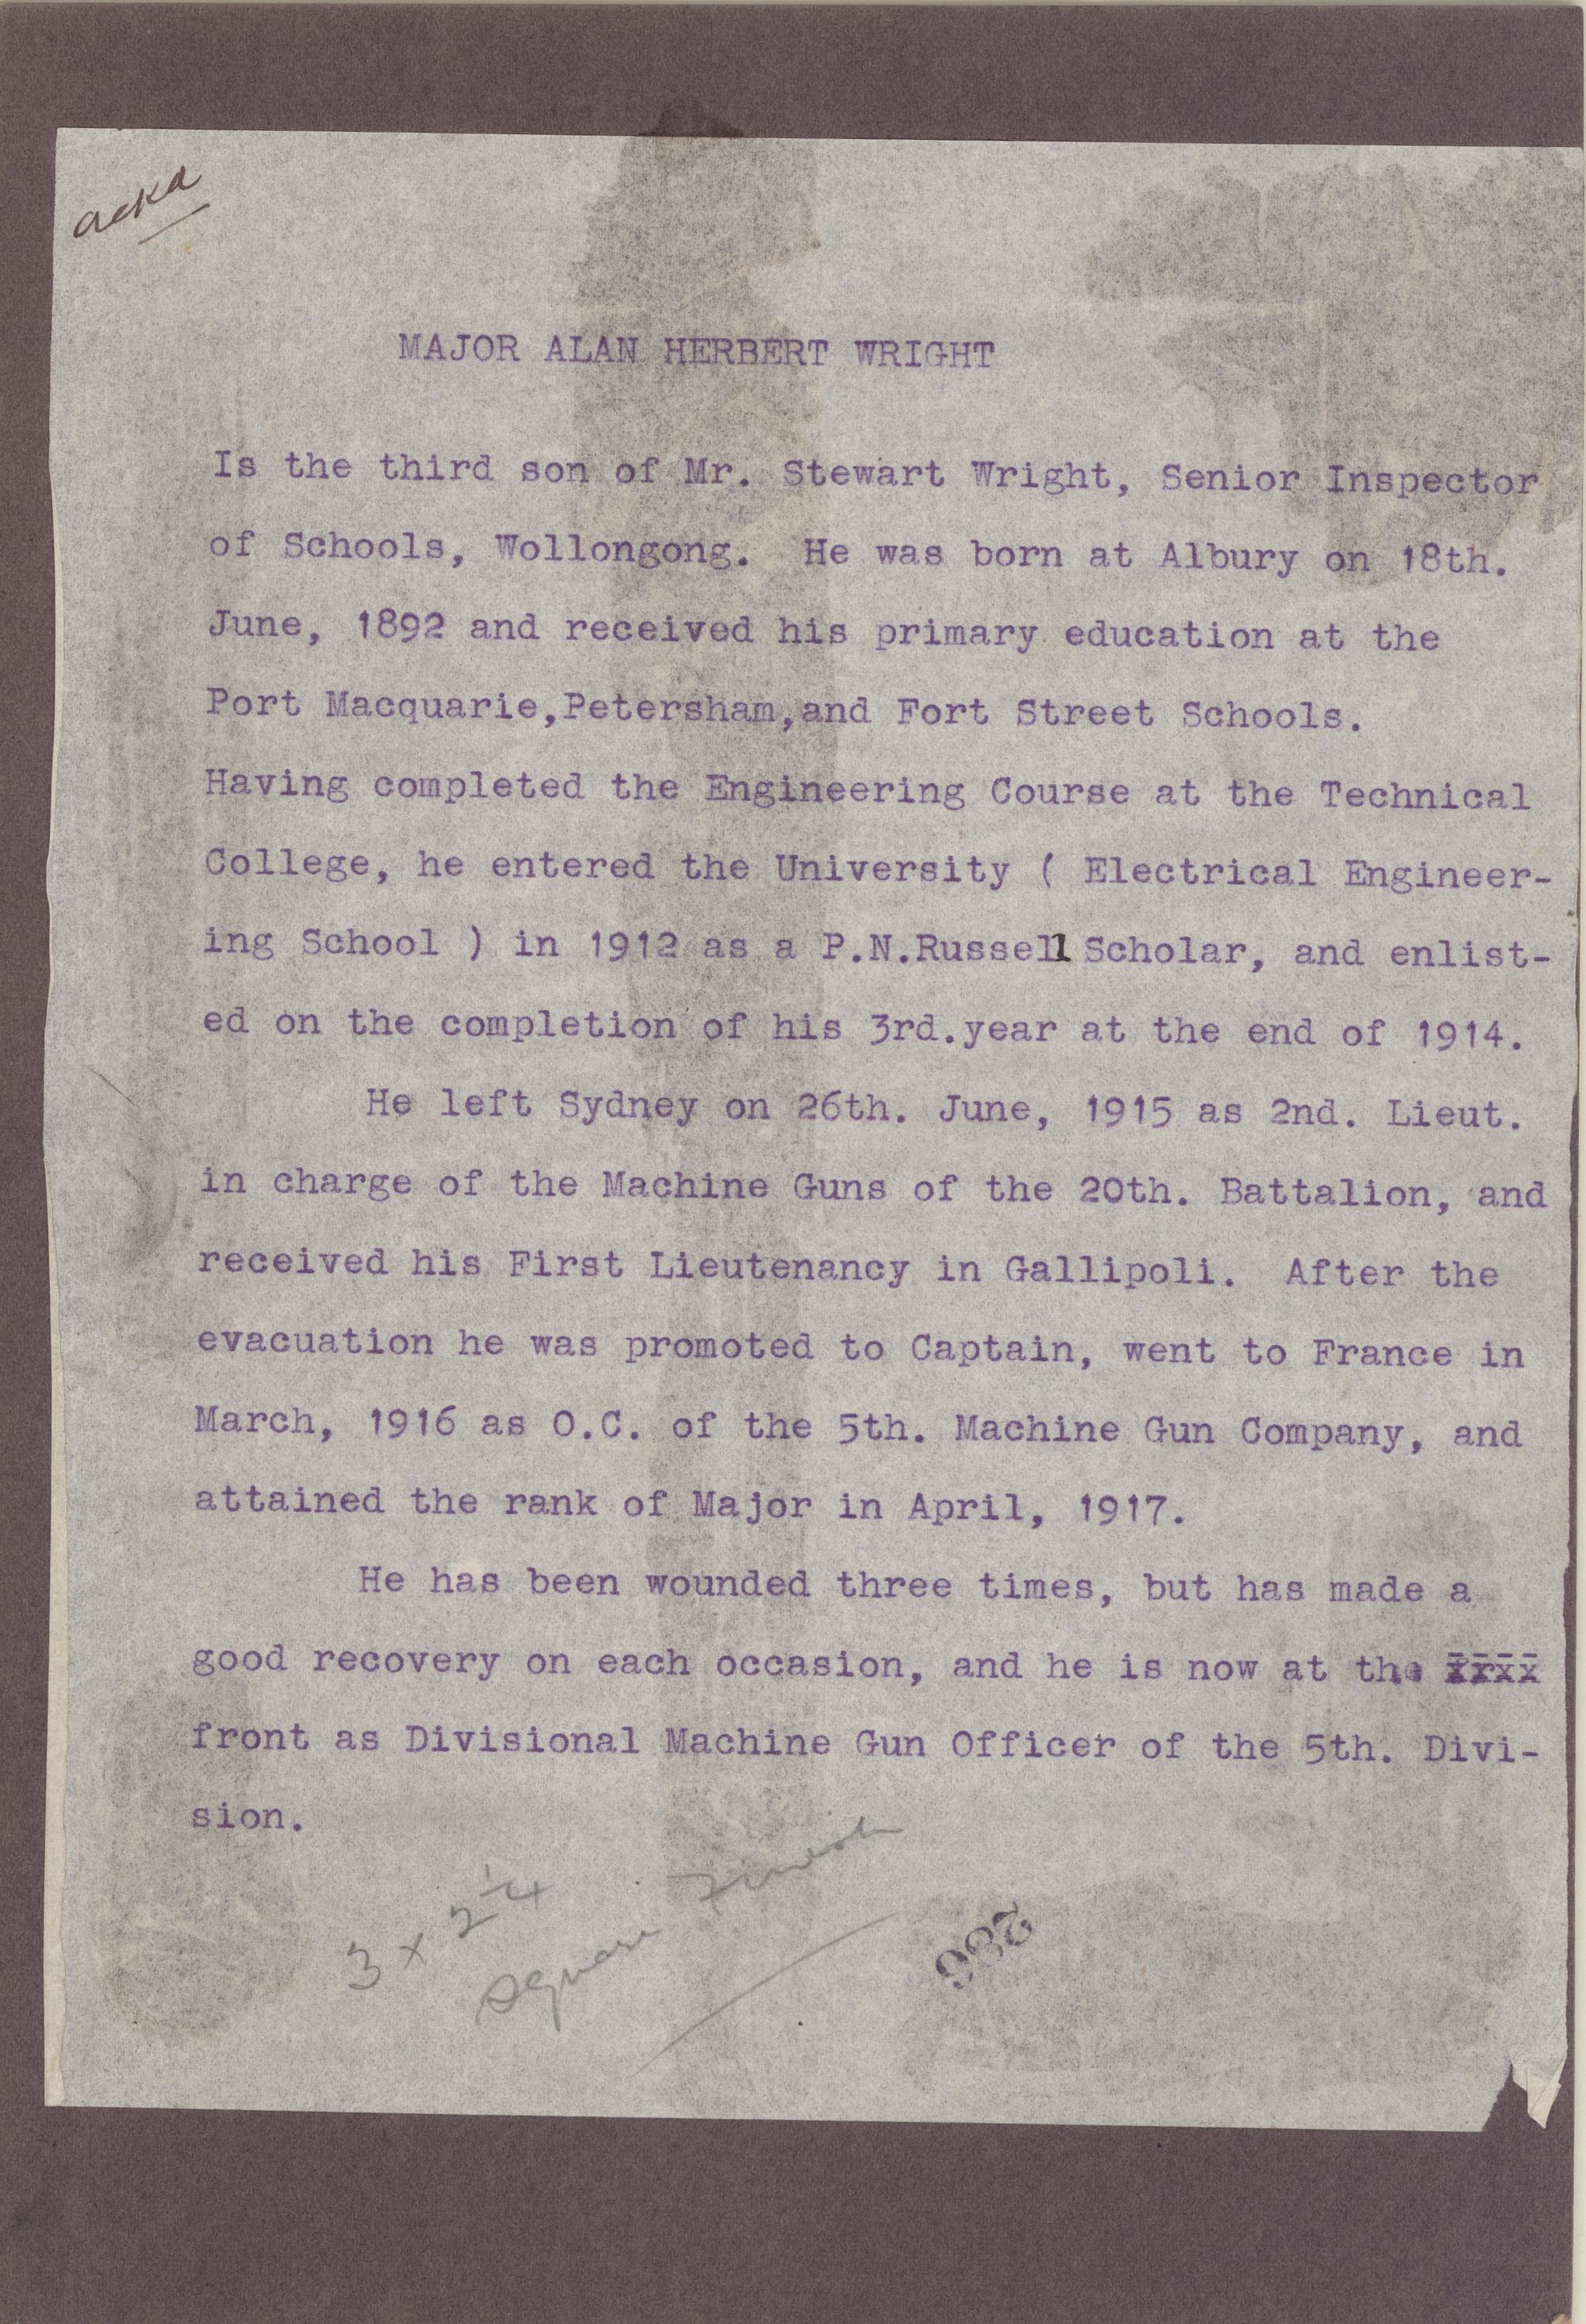 ackd
MAJOR ALAN HERBERT WRIGHT
Is the third son of Mr. Stewart Wright, Senior Inspector
of Schools, Wollongong.  He was born at Albury on 18th.
June, 1892 and received his primary education at the
Port Macquarie,Petersham,and Fort Street Schools.
Having completed the Engineering Course at the Technical
College, he entered the University ( Electrical Engineer-
ing School ) in 1912 as a P.N.Russell Scholar, and enlist-
ed on the completion of his 3rd.year at the end of 1914.
He left Sydney on 26th. June, 1915 as 2nd. Lieut.
in charge of the Machine Guns of the 20th. Battalion, and
received his First Lieutenancy in Gallipoli.  After the
evacuation he was promoted to Captain, went to France in
March, 1916 as O.C. of the 5th. Machine Gun Company, and
attained the rank of Major in April, 1917.
He has been wounded three times, but has made a
good recovery on each occasion, and he is now at the
front as Divisional Machine Gun Officer of the 5th. Divi-
sion.
3 x 2 1/4
square finish
266